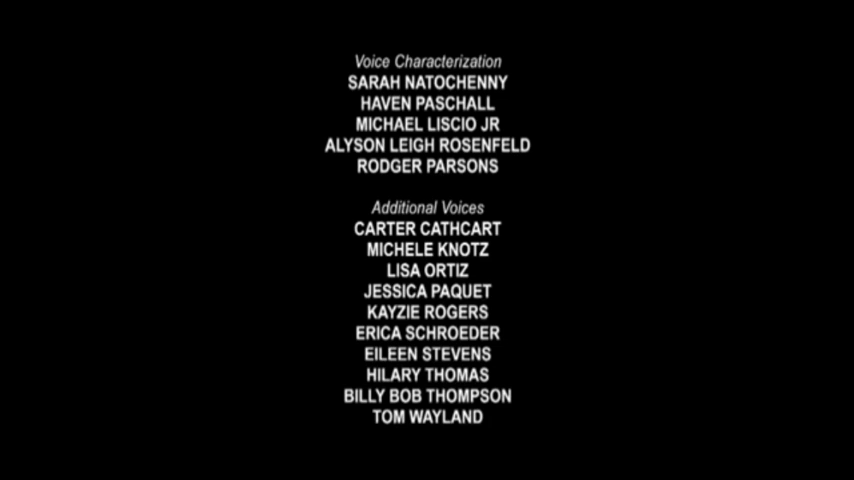 Voice Characterization
SARAH NATOCHENNY
HAVEN PASCHALL
MICHAEL LISCIO JR
ALYSON LEIGH ROSENFELD
RODGER PARSONS
Additional Voices
CARTER CATHCART
MICHELE KNOTZ
LISA ORTIZ
JESSICA PAQUET
KAYZIE ROGERS
ERICA SCHROEDER
EILEEN STEVENS
HILARY THOMAS
BILLY BOB THOMPSON
TOM WAYLAND